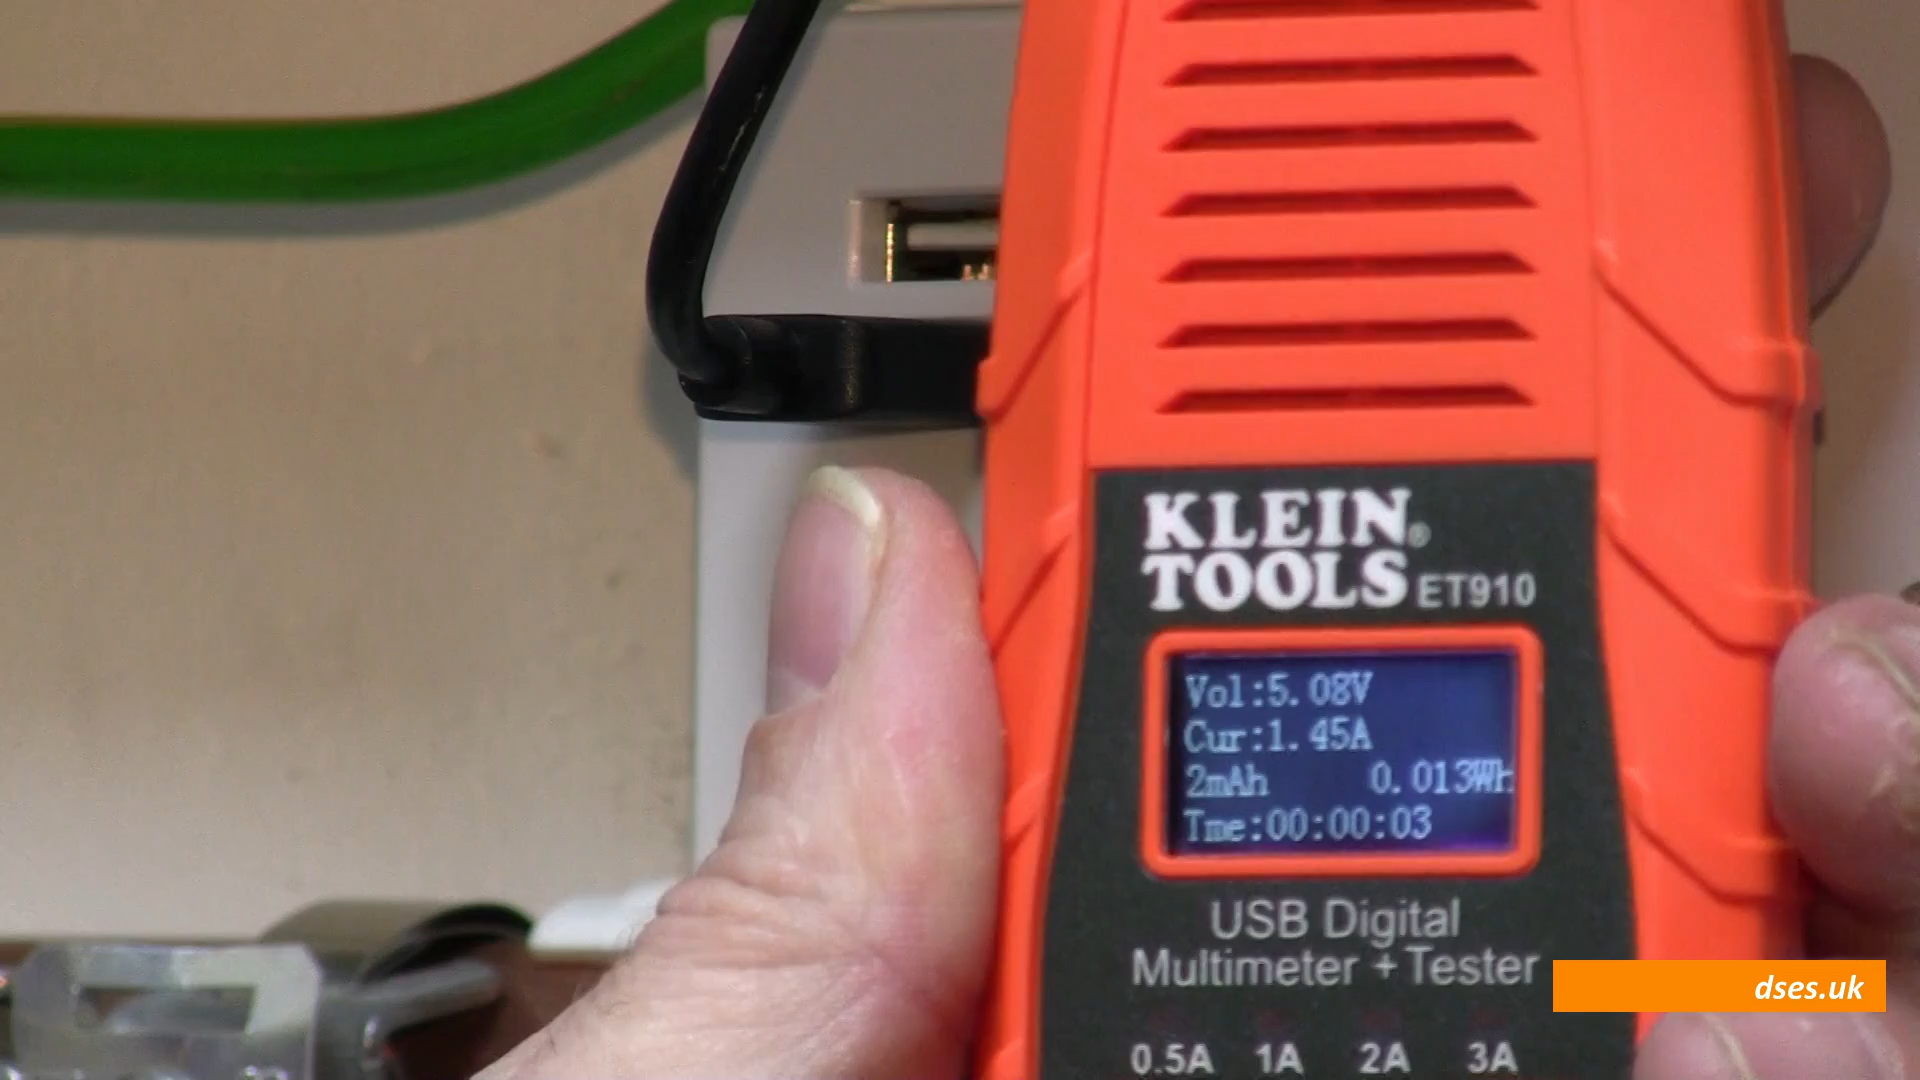 KLEIN®
TOOLS ET910
Vol:5.08V
Cur:1.45A
2mAh 0.013Wh
Tme:00:00:03
USB Digital
Multimeter + Tester
0.5A 1A 2A 3A
dses.uk